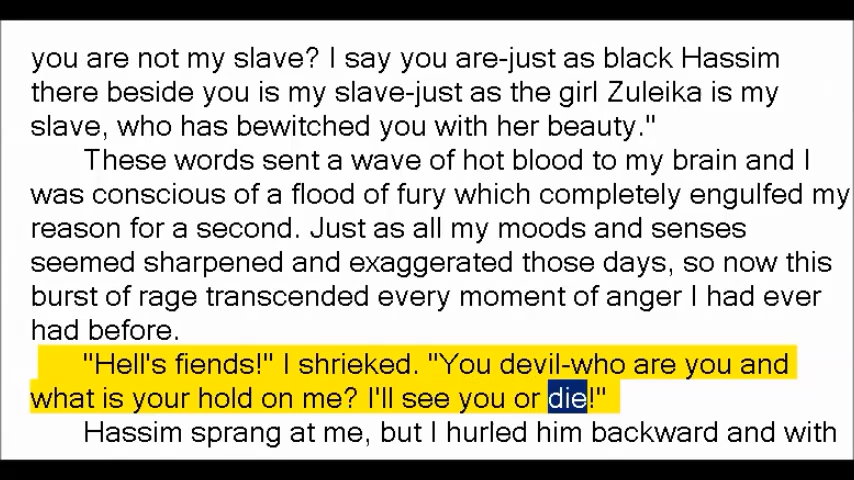 you are not my slave? I say you are-just as black Hassim
there beside you is my slave-just as the girl Zuleika is my
slave, who has bewitched you with her beauty."
These words sent a wave of hot blood to my brain and I
was conscious of a flood of fury which completely engulfed my
reason for a second. Just as all my moods and senses
seemed sharpened and exaggerated those days, so now this
burst of rage transcended every moment of anger I had ever
had before.
"Hell's fiends!" I shrieked. "You devil-who are you and
what is your hold on me? I'll see you or die!"
Hassim sprang at me, but I hurled him backward and with